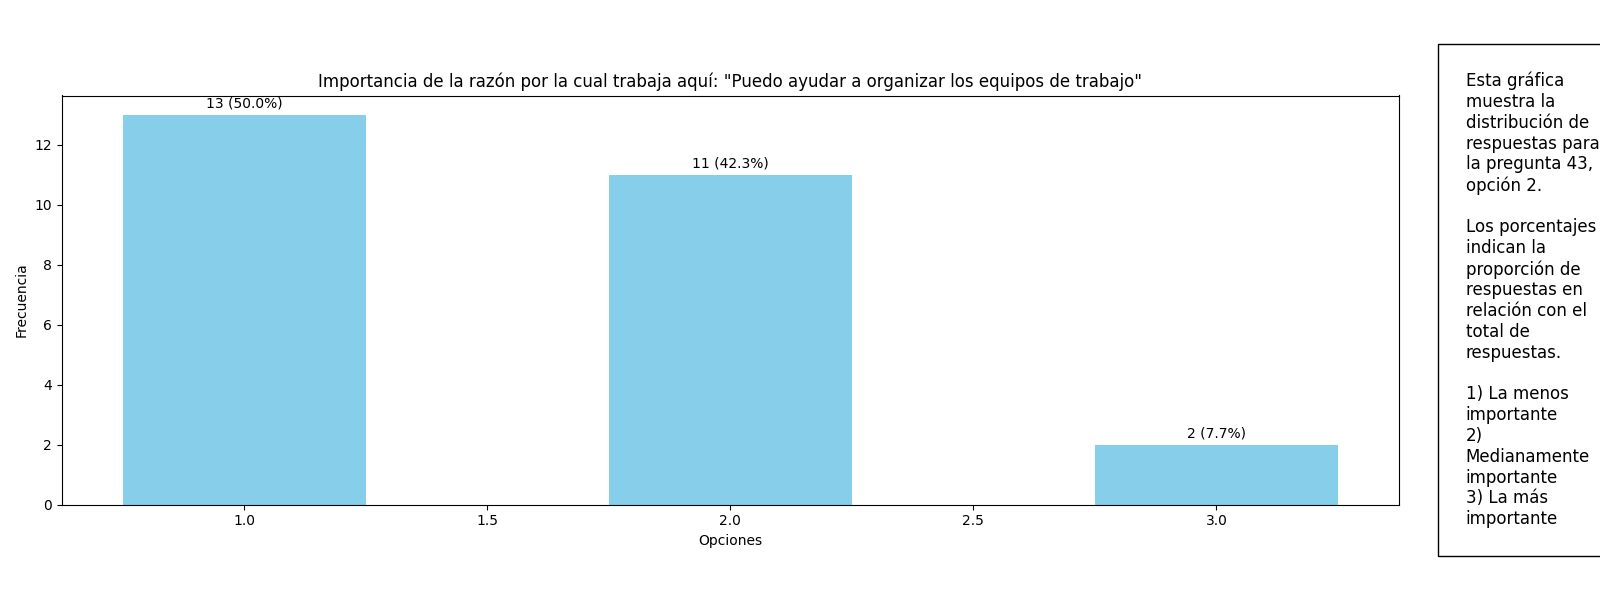 Importancia de la razón por la cual trabaja aquí: "Puedo ayudar a organizar los equipos de trabajo"
13 (50.0%)
11 (42.3%)
2 (7.7%)
12
10
8
6
4
2
0
Frecuencia
1.0
1.5
2.0
2.5
3.0
Opciones
Esta gráfica
muestra la
distribución de
respuestas para
la pregunta 43,
opción 2.
Los porcentajes
indican la
proporción de
respuestas en
relación con el
total de
respuestas.
1) La menos
importante
2)
Medianamente
importante
3) La más
importante